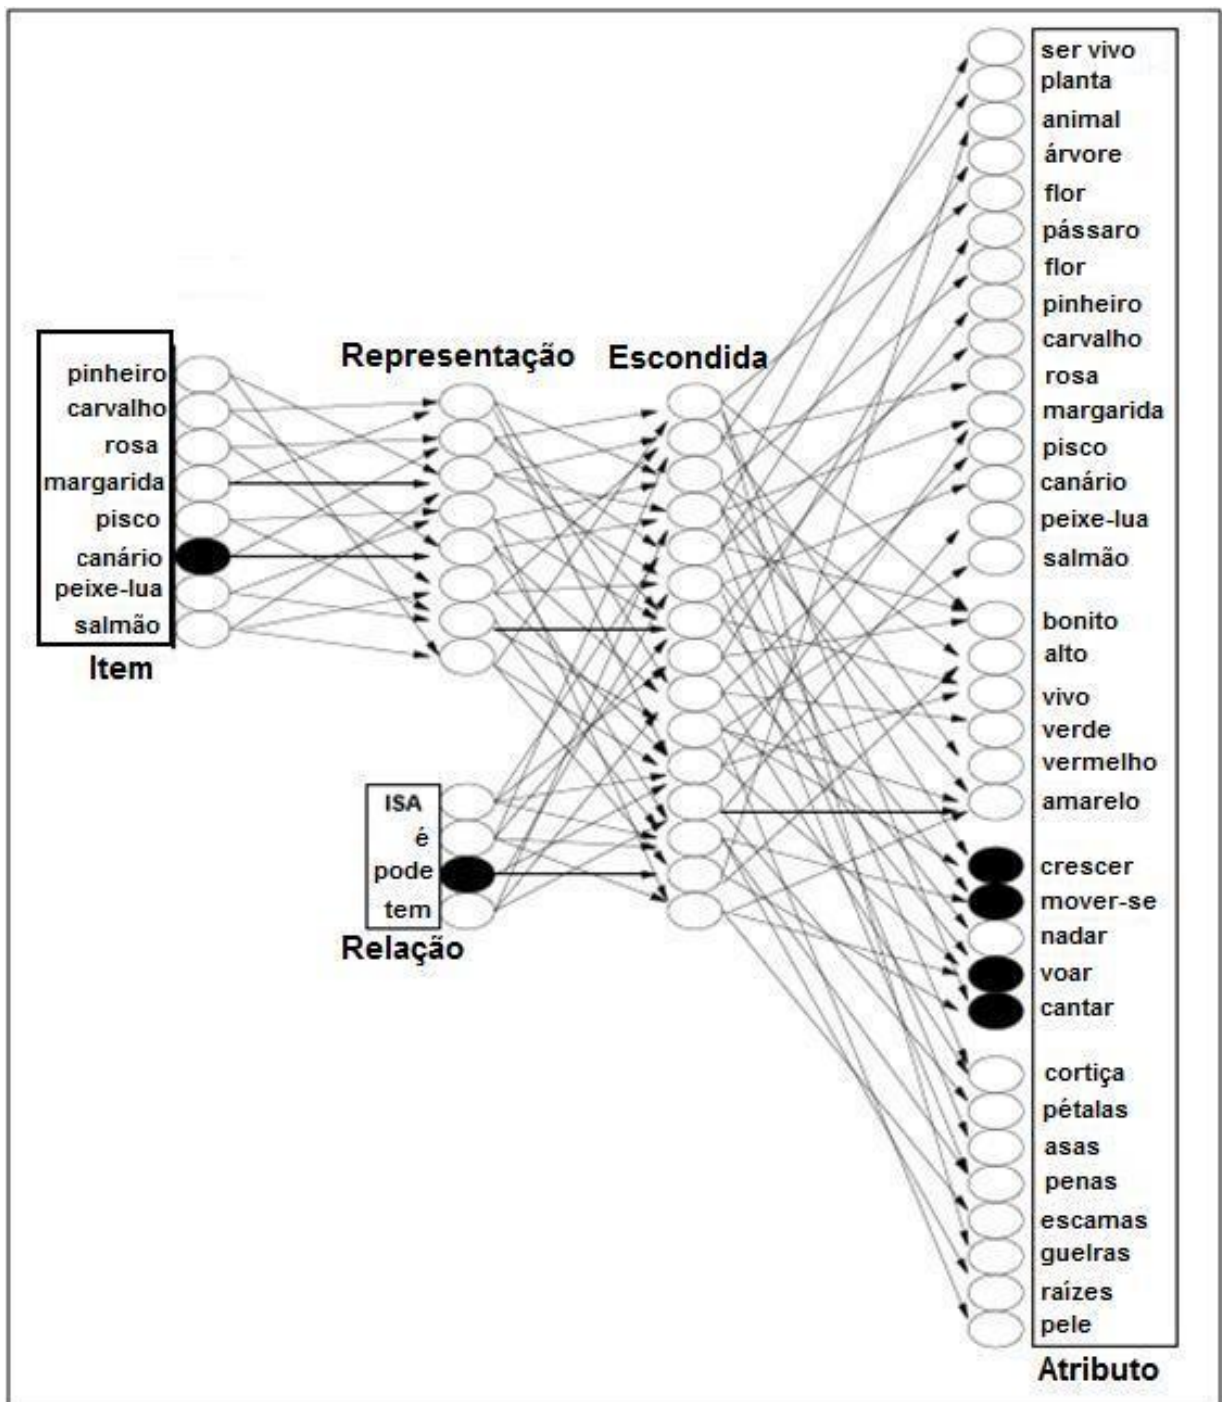 pinheiro
carvalho
rosa
margarida
pisco
canário
peixe-lua
salmão
Item
Representação
Escondida
ISA
é
pode
tem
Relação
ser vivo
planta
animal
árvore
flor
pássaro
flor
pinheiro
carvalho
rosa
margarida
pisco
canário
peixe-lua
salmão
bonito
alto
vivo
verde
vermelho
amarelo
crescer
mover-se
nadar
voar
cantar
cortiça
pétalas
asas
penas
escamas
guelras
raízes
pele
Atributo